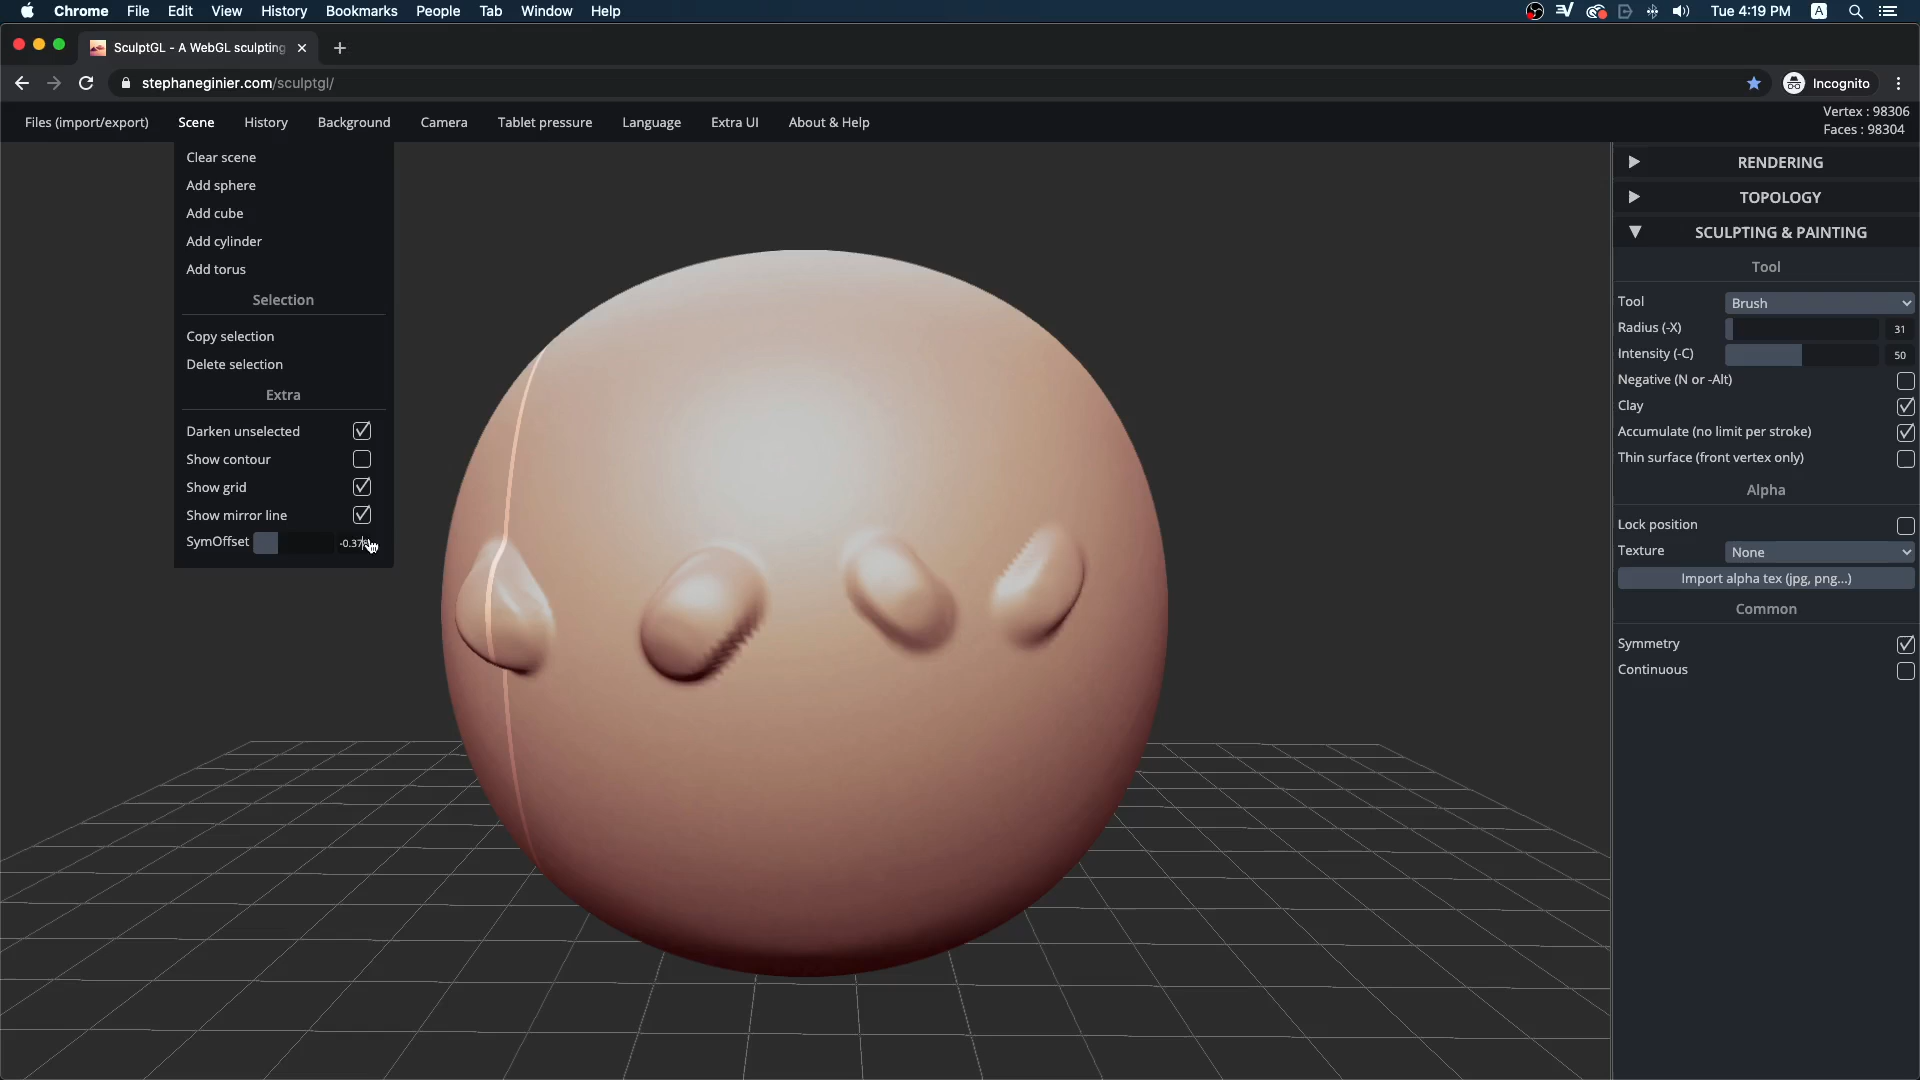 Chrome File Edit View History Bookmarks People Tab Window Help
Tue 4:19 PM A
SculptGL - A WebGL sculpting
stephaneginier.com/sculptgl/
Incognito
Files (import/export) Scene History Background Camera Tablet pressure Language Extra UI About & Help
Vertex : 98306
Faces : 98304
Clear scene
Add sphere
Add cube
Add cylinder
Add torus
Selection
Copy selection
Delete selection
Extra
Darken unselected
Show contour
Show grid
Show mirror line
SymOffset
RENDERING
TOPOLOGY
SCULPTING & PAINTING
Tool
Tool Brush
Radius (-X) 31
Intensity (-C) 50
Negative (N or -Alt)
Clay
Accumulate (no limit per stroke)
Thin surface (front vertex only)
Alpha
Lock position
Texture None
Import alpha tex (jpg, png...)
Common
Symmetry
Continuous